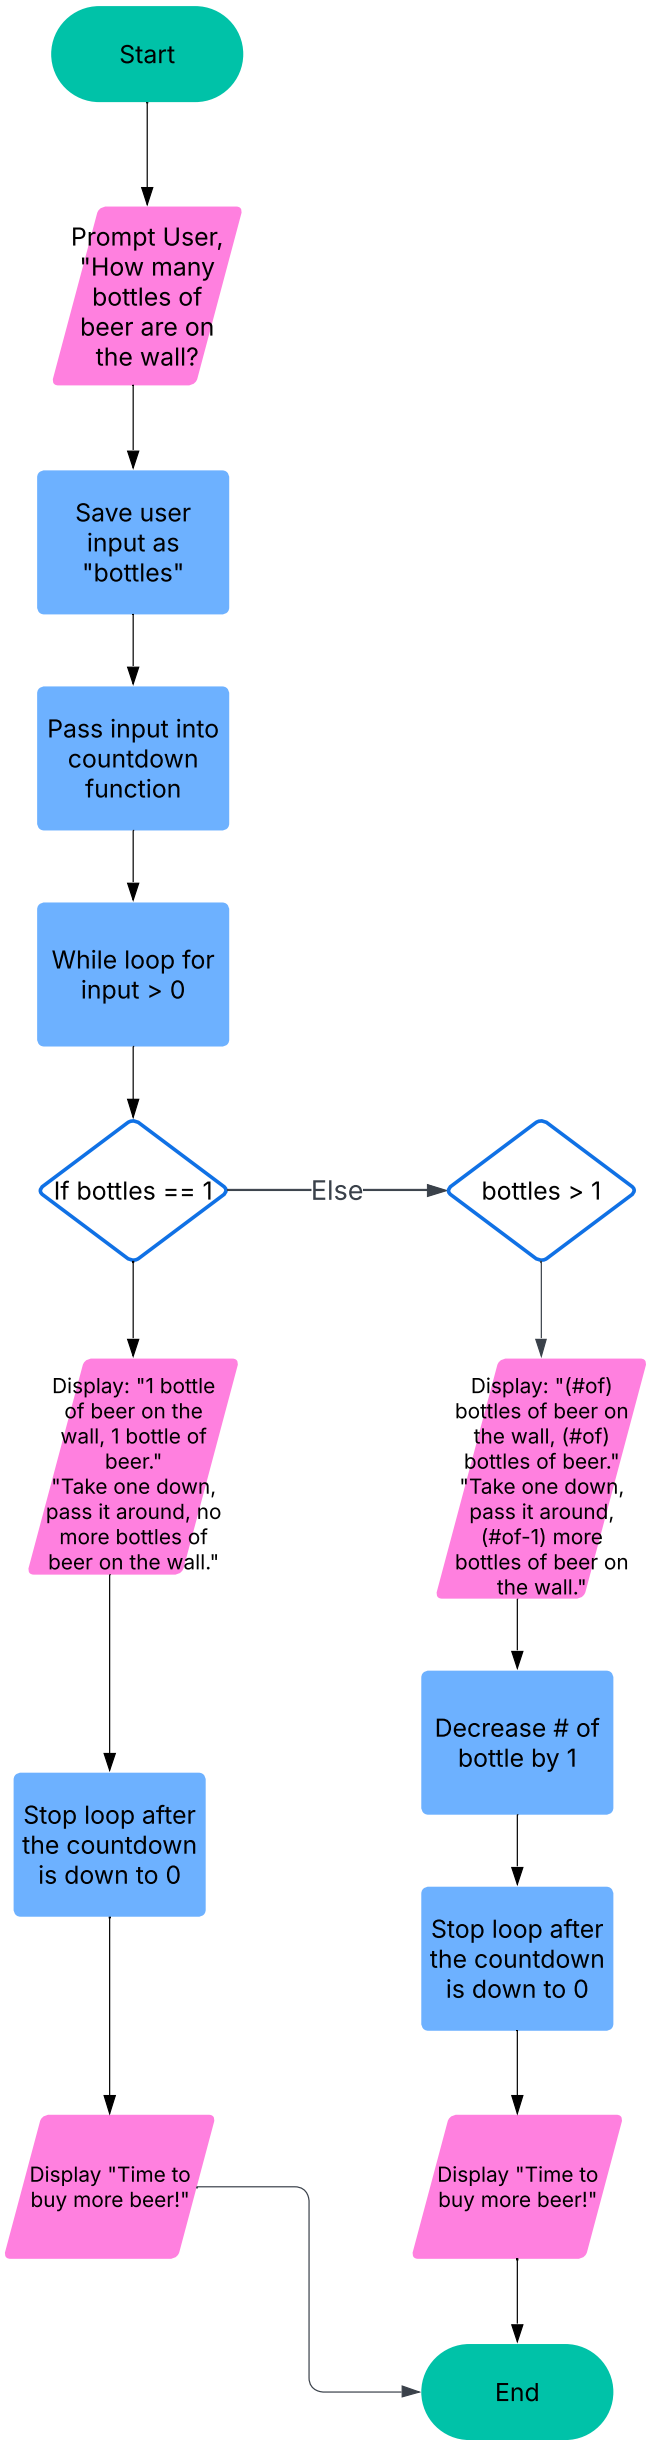 Start
Prompt User,
"How many
bottles of
beer are on
the wall?
Save user
input as
"bottles"
Pass input into
countdown
function
While loop for
input > 0
If bottles == 1
Else
bottles > 1
Display: "1 bottle
of beer on the
wall, 1 bottle of
beer."
"Take one down,
pass it around, no
more bottles of
beer on the wall."
Display: "(#of)
bottles of beer on
the wall, (#of)
bottles of beer."
"Take one down,
pass it around,
(#of-1) more
bottles of beer on
the wall."
Decrease # of
bottle by 1
Stop loop after
the countdown
is down to 0
Stop loop after
the countdown
is down to 0
Display "Time to
buy more beer!"
Display "Time to
buy more beer!"
End